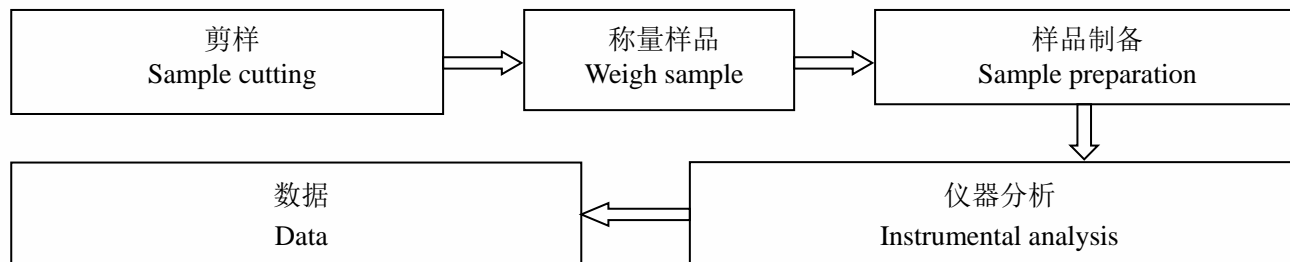 剪样
Sample cutting
称量样品
Weigh sample
样品制备
Sample preparation
仪器分析
Instrumental analysis
数据
Data